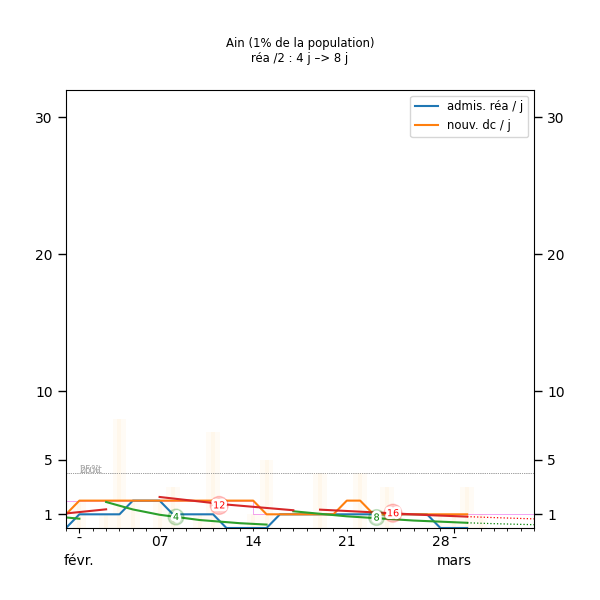 Ain (1% de la population)
réa /2 : 4 j –> 8 j
admis. réa / j
nouv. dc / j
30 30
20 20
10 10
5 5
1 1
12
4
16
8
- 07 14 21 28 -
févr. mars